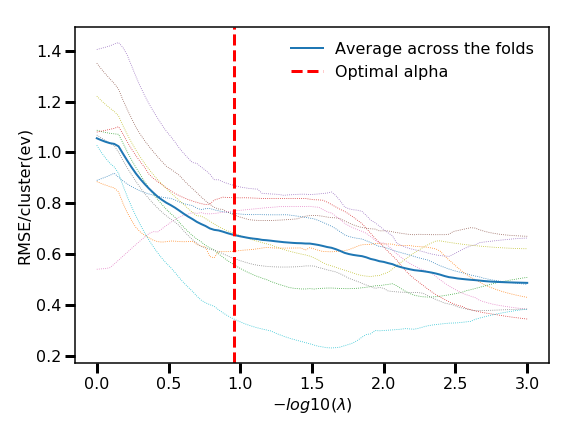 Average across the folds
Optimal alpha
RMSE/cluster(ev)
1.4
1.2
1.0
0.8
0.6
0.4
0.2
0.0 0.5 1.0 1.5 2.0 2.5 3.0
−log10(λ)